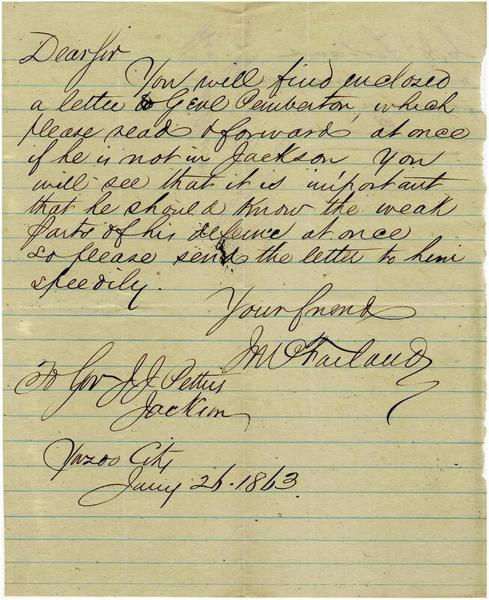 Dear Sir
You will find enclosed
a letter to Genl Pemberton, which
please read & forward at once
if he is not in Jackson You
will see that it is important
that he should know the weak
parts of his defence at once
so please send the letter to him
speedily.
Your friend
J McFarland
To Gov J. J. Pettus
Jackson
Yazoo City
Jany 26. 1863